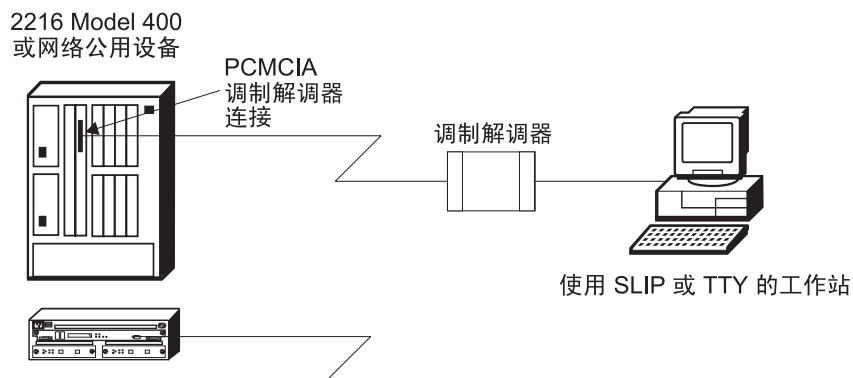 2216 Model 400
或网络公用设备
PCMCIA
调制解调器
连接
调制解调器
使用 SLIP 或 TTY 的工作站